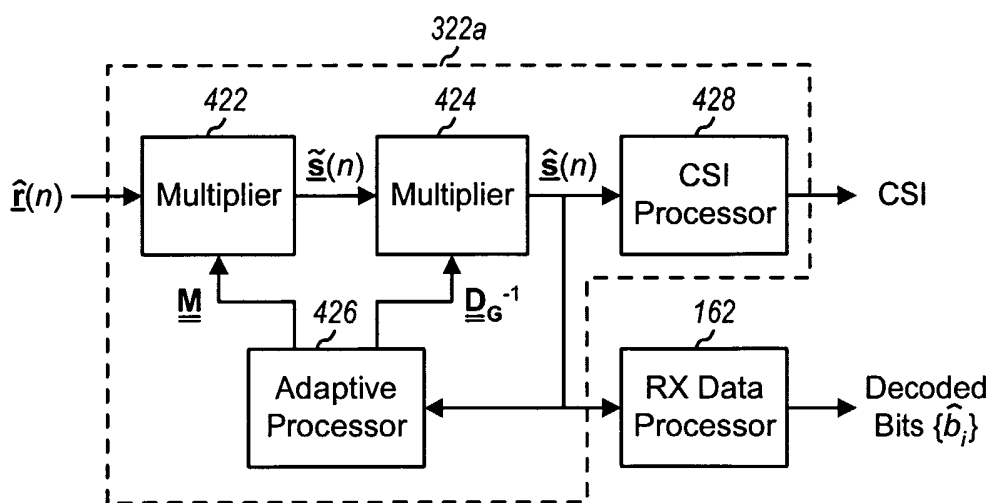 322a
422
424
428
r̲̂(n)
Multiplier
s̲̃(n)
Multiplier
ŝ̲(n)
CSI
Processor
CSI
M̳
426
D̳_G⁻¹
162
Adaptive
Processor
RX Data
Processor
Decoded
Bits {b̂ᵢ}